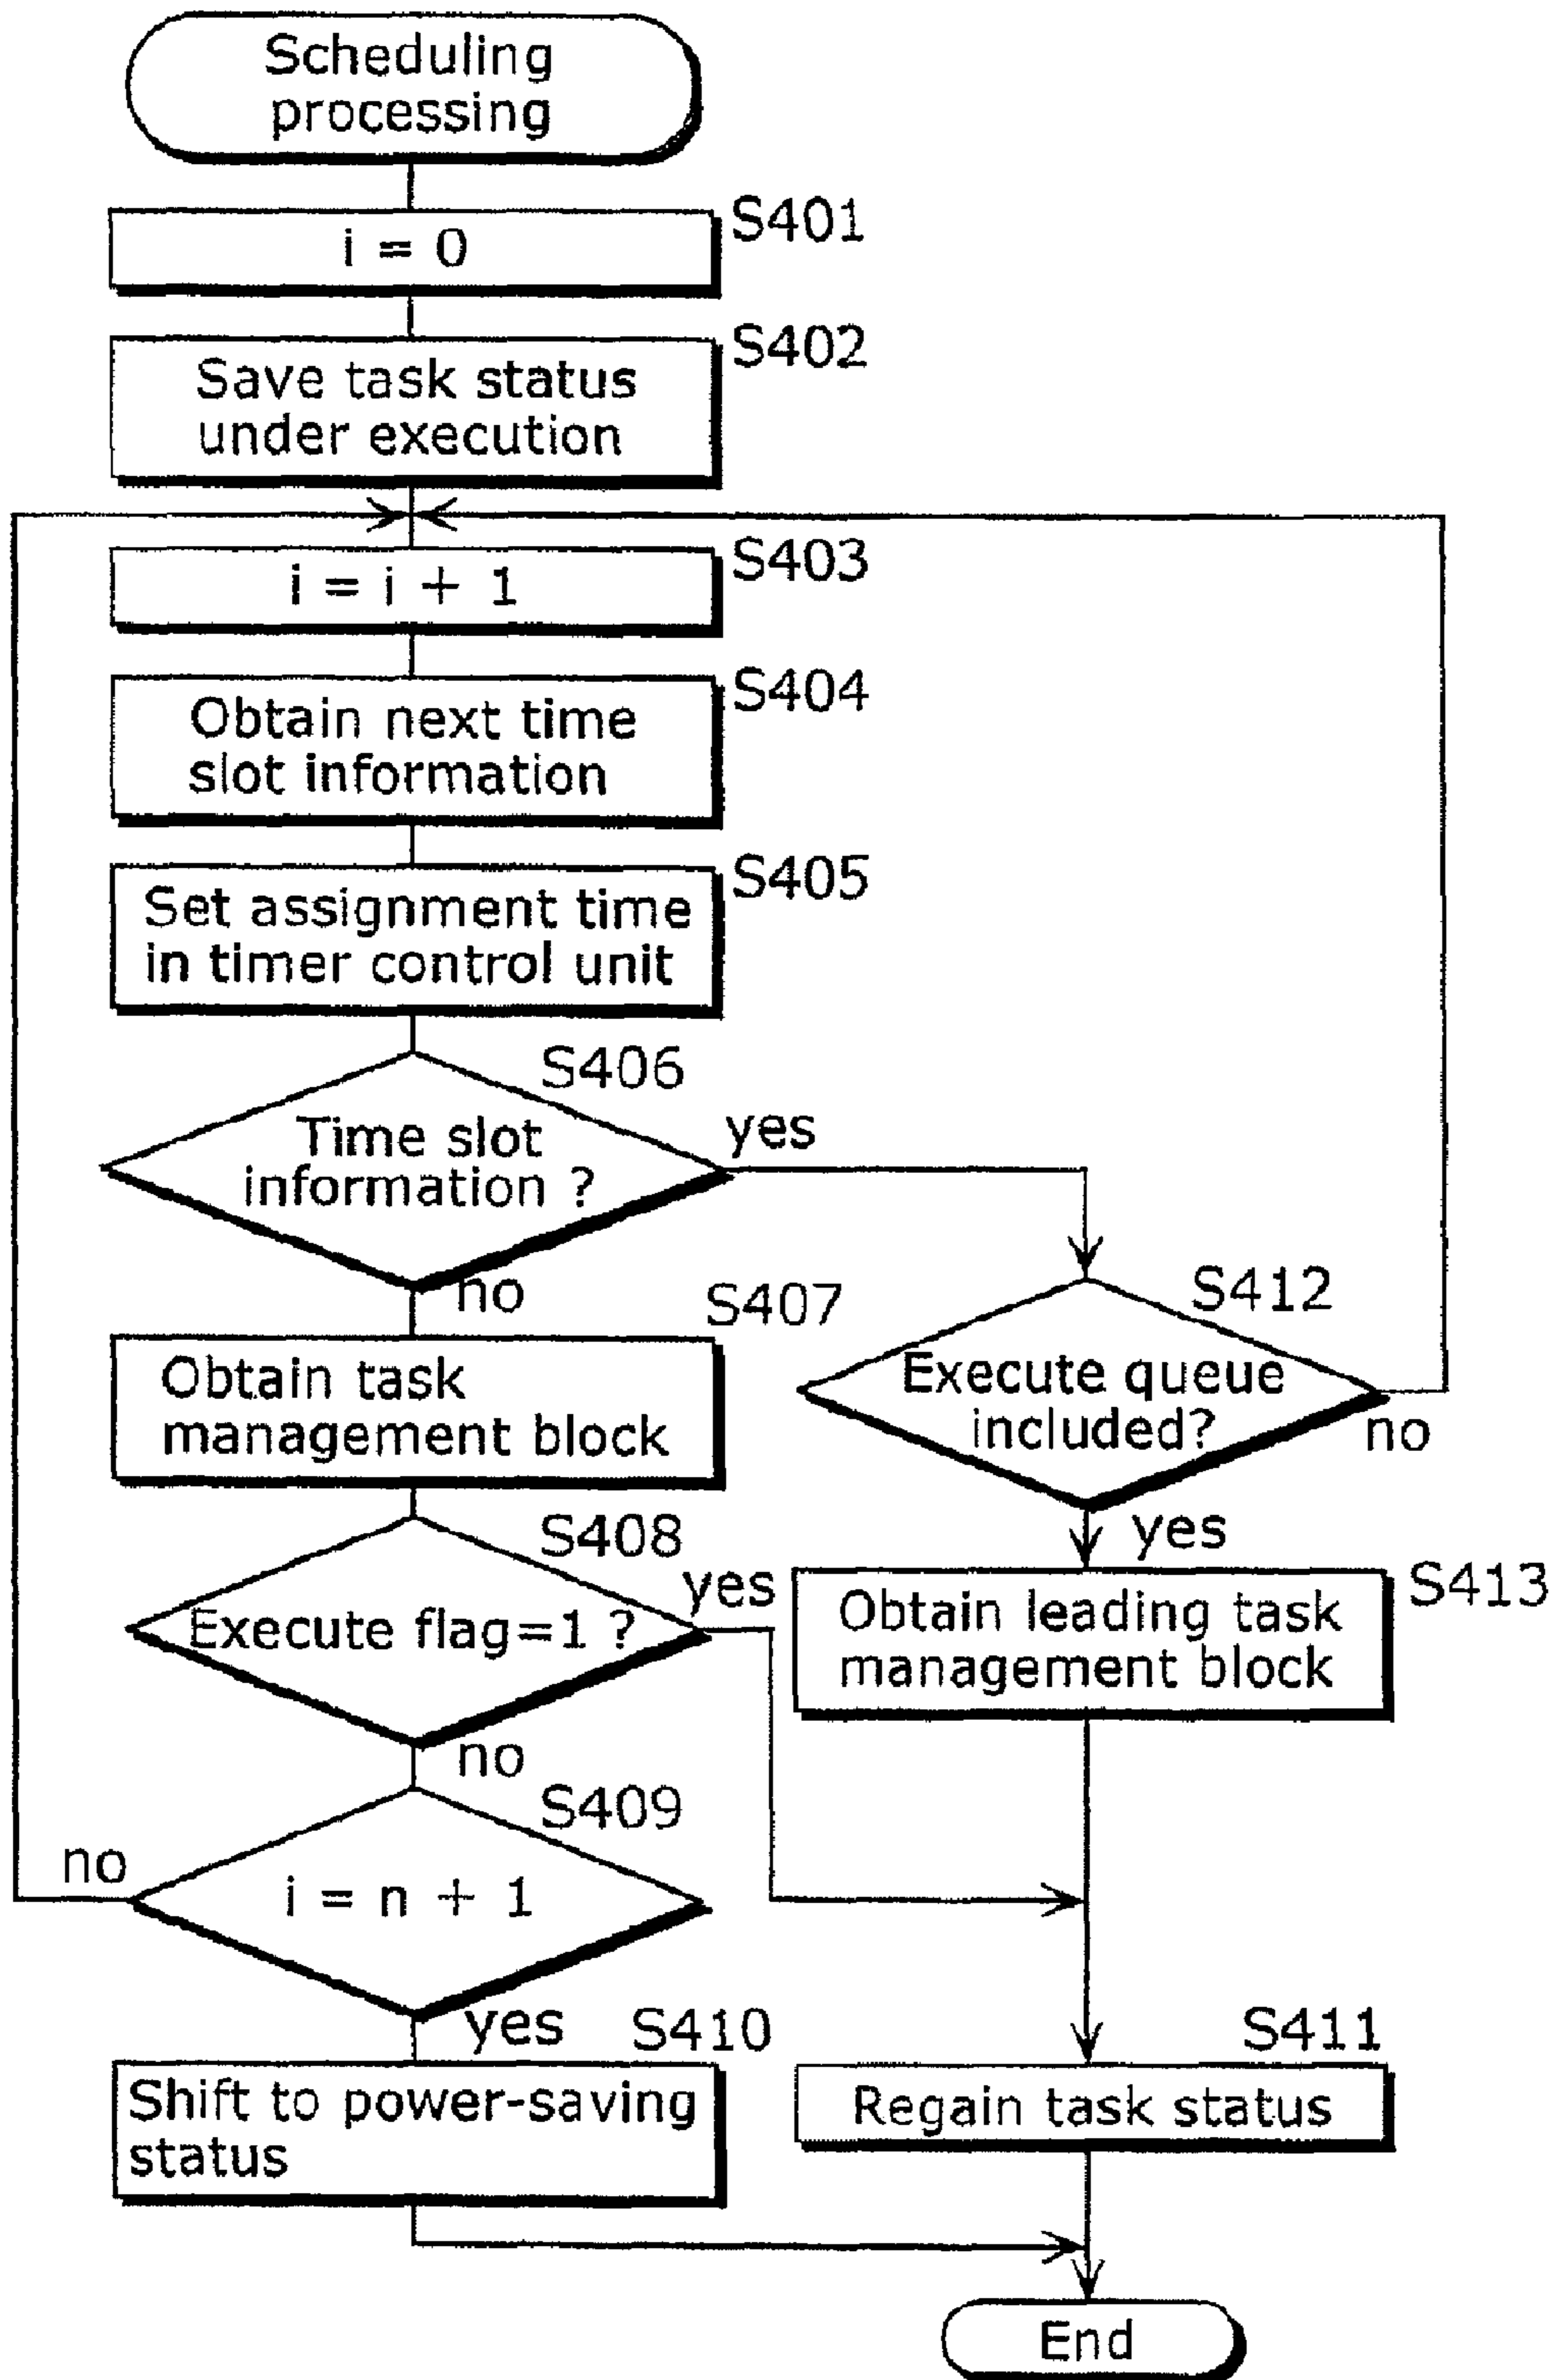 Scheduling
processing
S401
i = 0
S402
Save task status
under execution
S403
i = i + 1
S404
Obtain next time
slot information
S405
Set assignment time
in timer control unit
S406
Time slot
information ?
yes
no
S407
Obtain task
management block
S412
Execute queue
included?
no
yes
S408
Execute flag=1 ?
yes
no
S413
Obtain leading task
management block
S409
i = n + 1
no
yes
S410
Shift to power-saving
status
S411
Regain task status
End